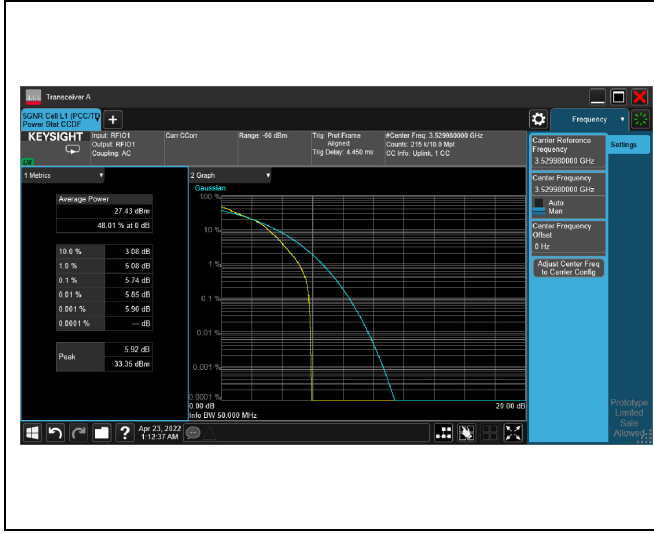 Transceiver A
5GNR Cell L1 (PCC/TD
Power Stat CCDF
KEYSIGHT
Input: RFIO1
Output: RFIO1
Coupling: AC
Carr CCorr
Range: -60 dBm
Trig: Prot Frame
Aligned
Trig Delay: 4.450 ms
#Center Freq: 3.529980000 GHz
Counts: 215 k/10.0 Mpt
CC Info: Uplink, 1 CC
Frequency
Settings
Carrier Reference
Frequency
3.529980000 GHz
Center Frequency
3.529980000 GHz
Auto
Man
Center Frequency
Offset
0 Hz
Adjust Center Freq
to Carrier Config
Prototype
Limited
Sale
Allowed
1 Metrics
Average Power
27.43 dBm
48.01 % at 0 dB
10.0 % 3.08 dB
1.0 % 5.08 dB
0.1 % 5.74 dB
0.01 % 5.85 dB
0.001 % 5.90 dB
0.0001 % --- dB
Peak
5.92 dB
33.35 dBm
2 Graph
Gaussian
100 %
10 %
1 %
0.1 %
0.01 %
0.001 %
0.0001 %
0.00 dB
20.00 dB
Info BW 50.000 MHz
?
Apr 23, 2022
1:12:37 AM